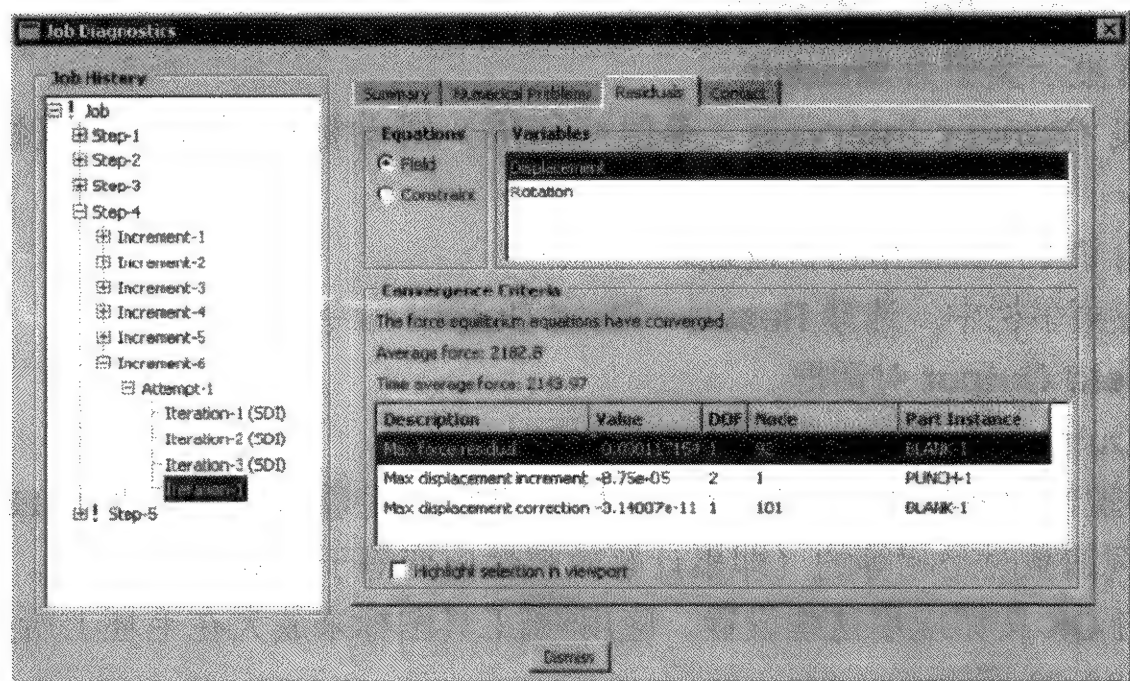 Job Diagnostics
Job History
! Job
Step-1
Step-2
Step-3
Step-4
Increment-1
Increment-2
Increment-3
Increment-4
Increment-5
Increment-6
Attempt-1
Iteration-1 (SDI)
Iteration-2 (SDI)
Iteration-3 (SDI)
! Step-5
Summary Numerical Problems Residuals Contact
Equations
Field
Constraint
Variables
Displacement
Rotation
Convergence Criteria
The force equilibrium equations have converged
Average force: 2182.8
Time average force: 2143.97
Description Value DOF Node Part Instance
Max force residual 1 BLANK-1
Max displacement increment -8.75e-05 2 1 PUNCH-1
Max displacement correction 1 101 BLANK-1
Highlight selection in viewport
Dismiss